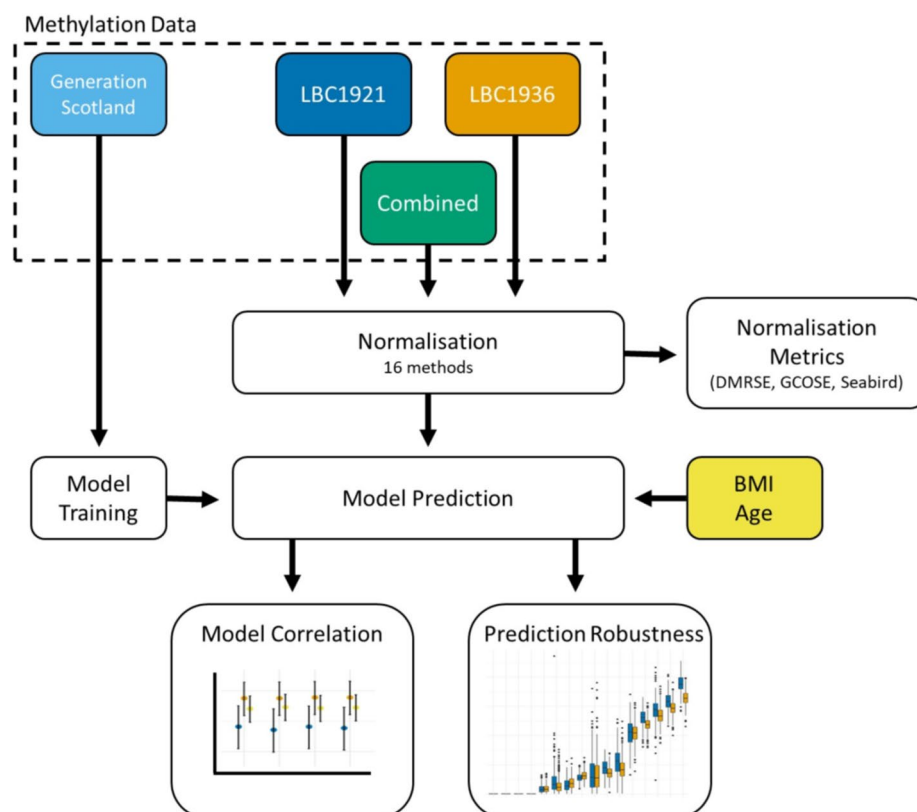 Methylation Data
Generation
Scotland
LBC1921
LBC1936
Combined
Normalisation
16 methods
Normalisation
Metrics
(DMRSE, GCOSE, Seabird)
Model
Training
Model Prediction
BMI
Age
Model Correlation
Prediction Robustness